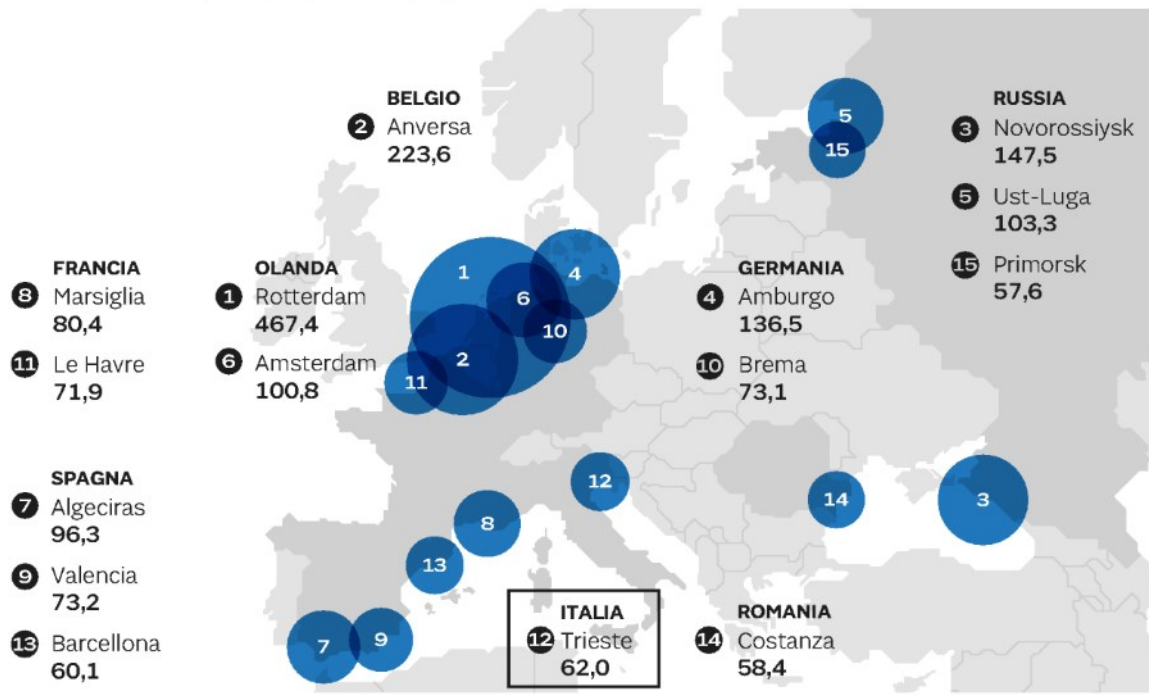 BELGIO
2 Anversa
223,6
RUSSIA
3 Novorossiysk
147,5
5 Ust-Luga
103,3
15 Primorsk
57,6
FRANCIA
8 Marsiglia
80,4
11 Le Havre
71,9
OLANDA
1 Rotterdam
467,4
6 Amsterdam
100,8
GERMANIA
4 Amburgo
136,5
10 Brema
73,1
SPAGNA
7 Algeciras
96,3
9 Valencia
73,2
13 Barcellona
60,1
ITALIA
12 Trieste
62,0
ROMANIA
14 Costanza
58,4
5
15
1
4
6
10
2
11
12
14
3
8
13
7
9